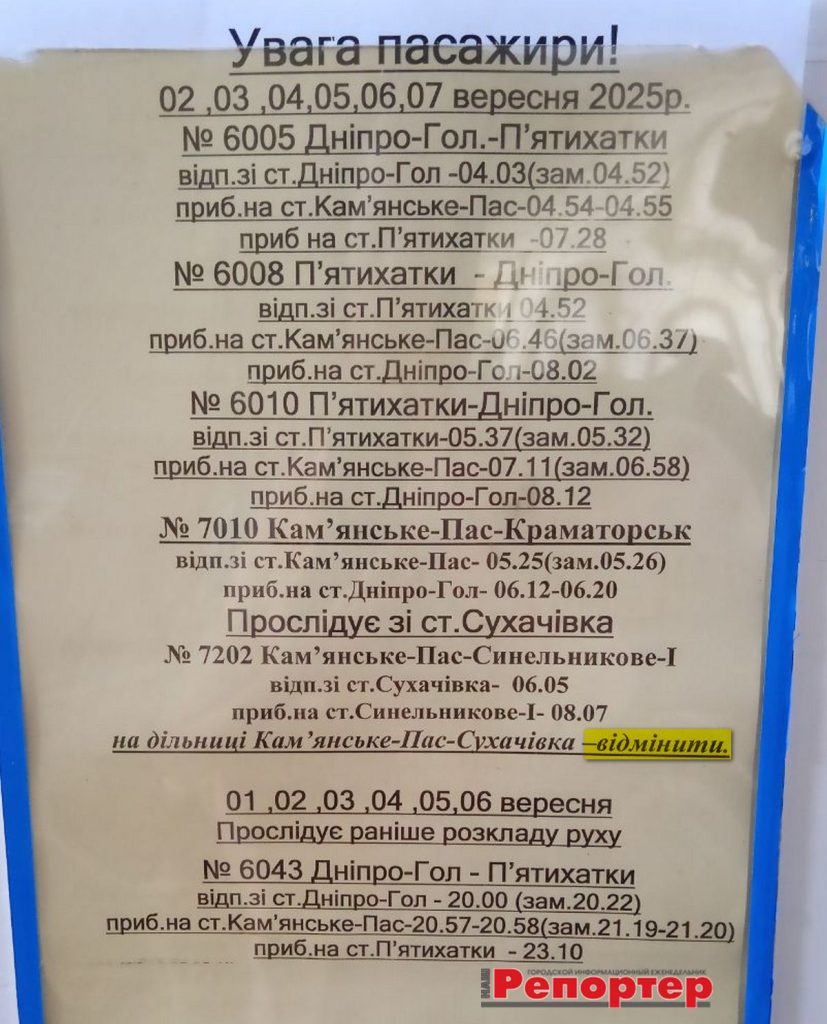 Увага пасажири!
02 ,03 ,04,05,06,07 вересня 2025р.
№ 6005 Дніпро-Гол.-П’ятихатки
відп.зі ст.Дніпро-Гол -04.03(зам.04.52)
приб.на ст.Кам’янське-Пас-04.54-04.55
приб на ст.П’ятихатки -07.28
№ 6008 П’ятихатки - Дніпро-Гол.
відп.зі ст.П’ятихатки 04.52
приб.на ст.Кам’янське-Пас-06.46(зам.06.37)
приб.на ст.Дніпро-Гол-08.02
№ 6010 П’ятихатки-Дніпро-Гол.
відп.зі ст.П’ятихатки-05.37(зам.05.32)
приб.на ст.Кам’янське-Пас-07.11(зам.06.58)
приб.на ст.Дніпро-Гол-08.12
№ 7010 Кам’янське-Пас-Краматорськ
відп.зі ст.Кам’янське-Пас- 05.25(зам.05.26)
приб.на ст.Дніпро-Гол- 06.12-06.20
Прослідує зі ст.Сухачівка
№ 7202 Кам’янське-Пас-Синельникове-І
відп.зі ст.Сухачівка- 06.05
приб.на ст.Синельникове-І- 08.07
на дільниці Кам’янське-Пас-Сухачівка –відмінити.
01 ,02 ,03 ,04 ,05,06 вересня
Прослідує раніше розкладу руху
№ 6043 Дніпро-Гол - П’ятихатки
відп.зі ст.Дніпро-Гол - 20.00 (зам.20.22)
приб.на ст.Кам’янське-Пас-20.57-20.58(зам.21.19-21.20)
приб.на ст.П’ятихатки - 23.10
ГОРОДСКОЙ ИНФОРМАЦИОННЫЙ ЕЖЕНЕДЕЛЬНИК
НАШ Репортер